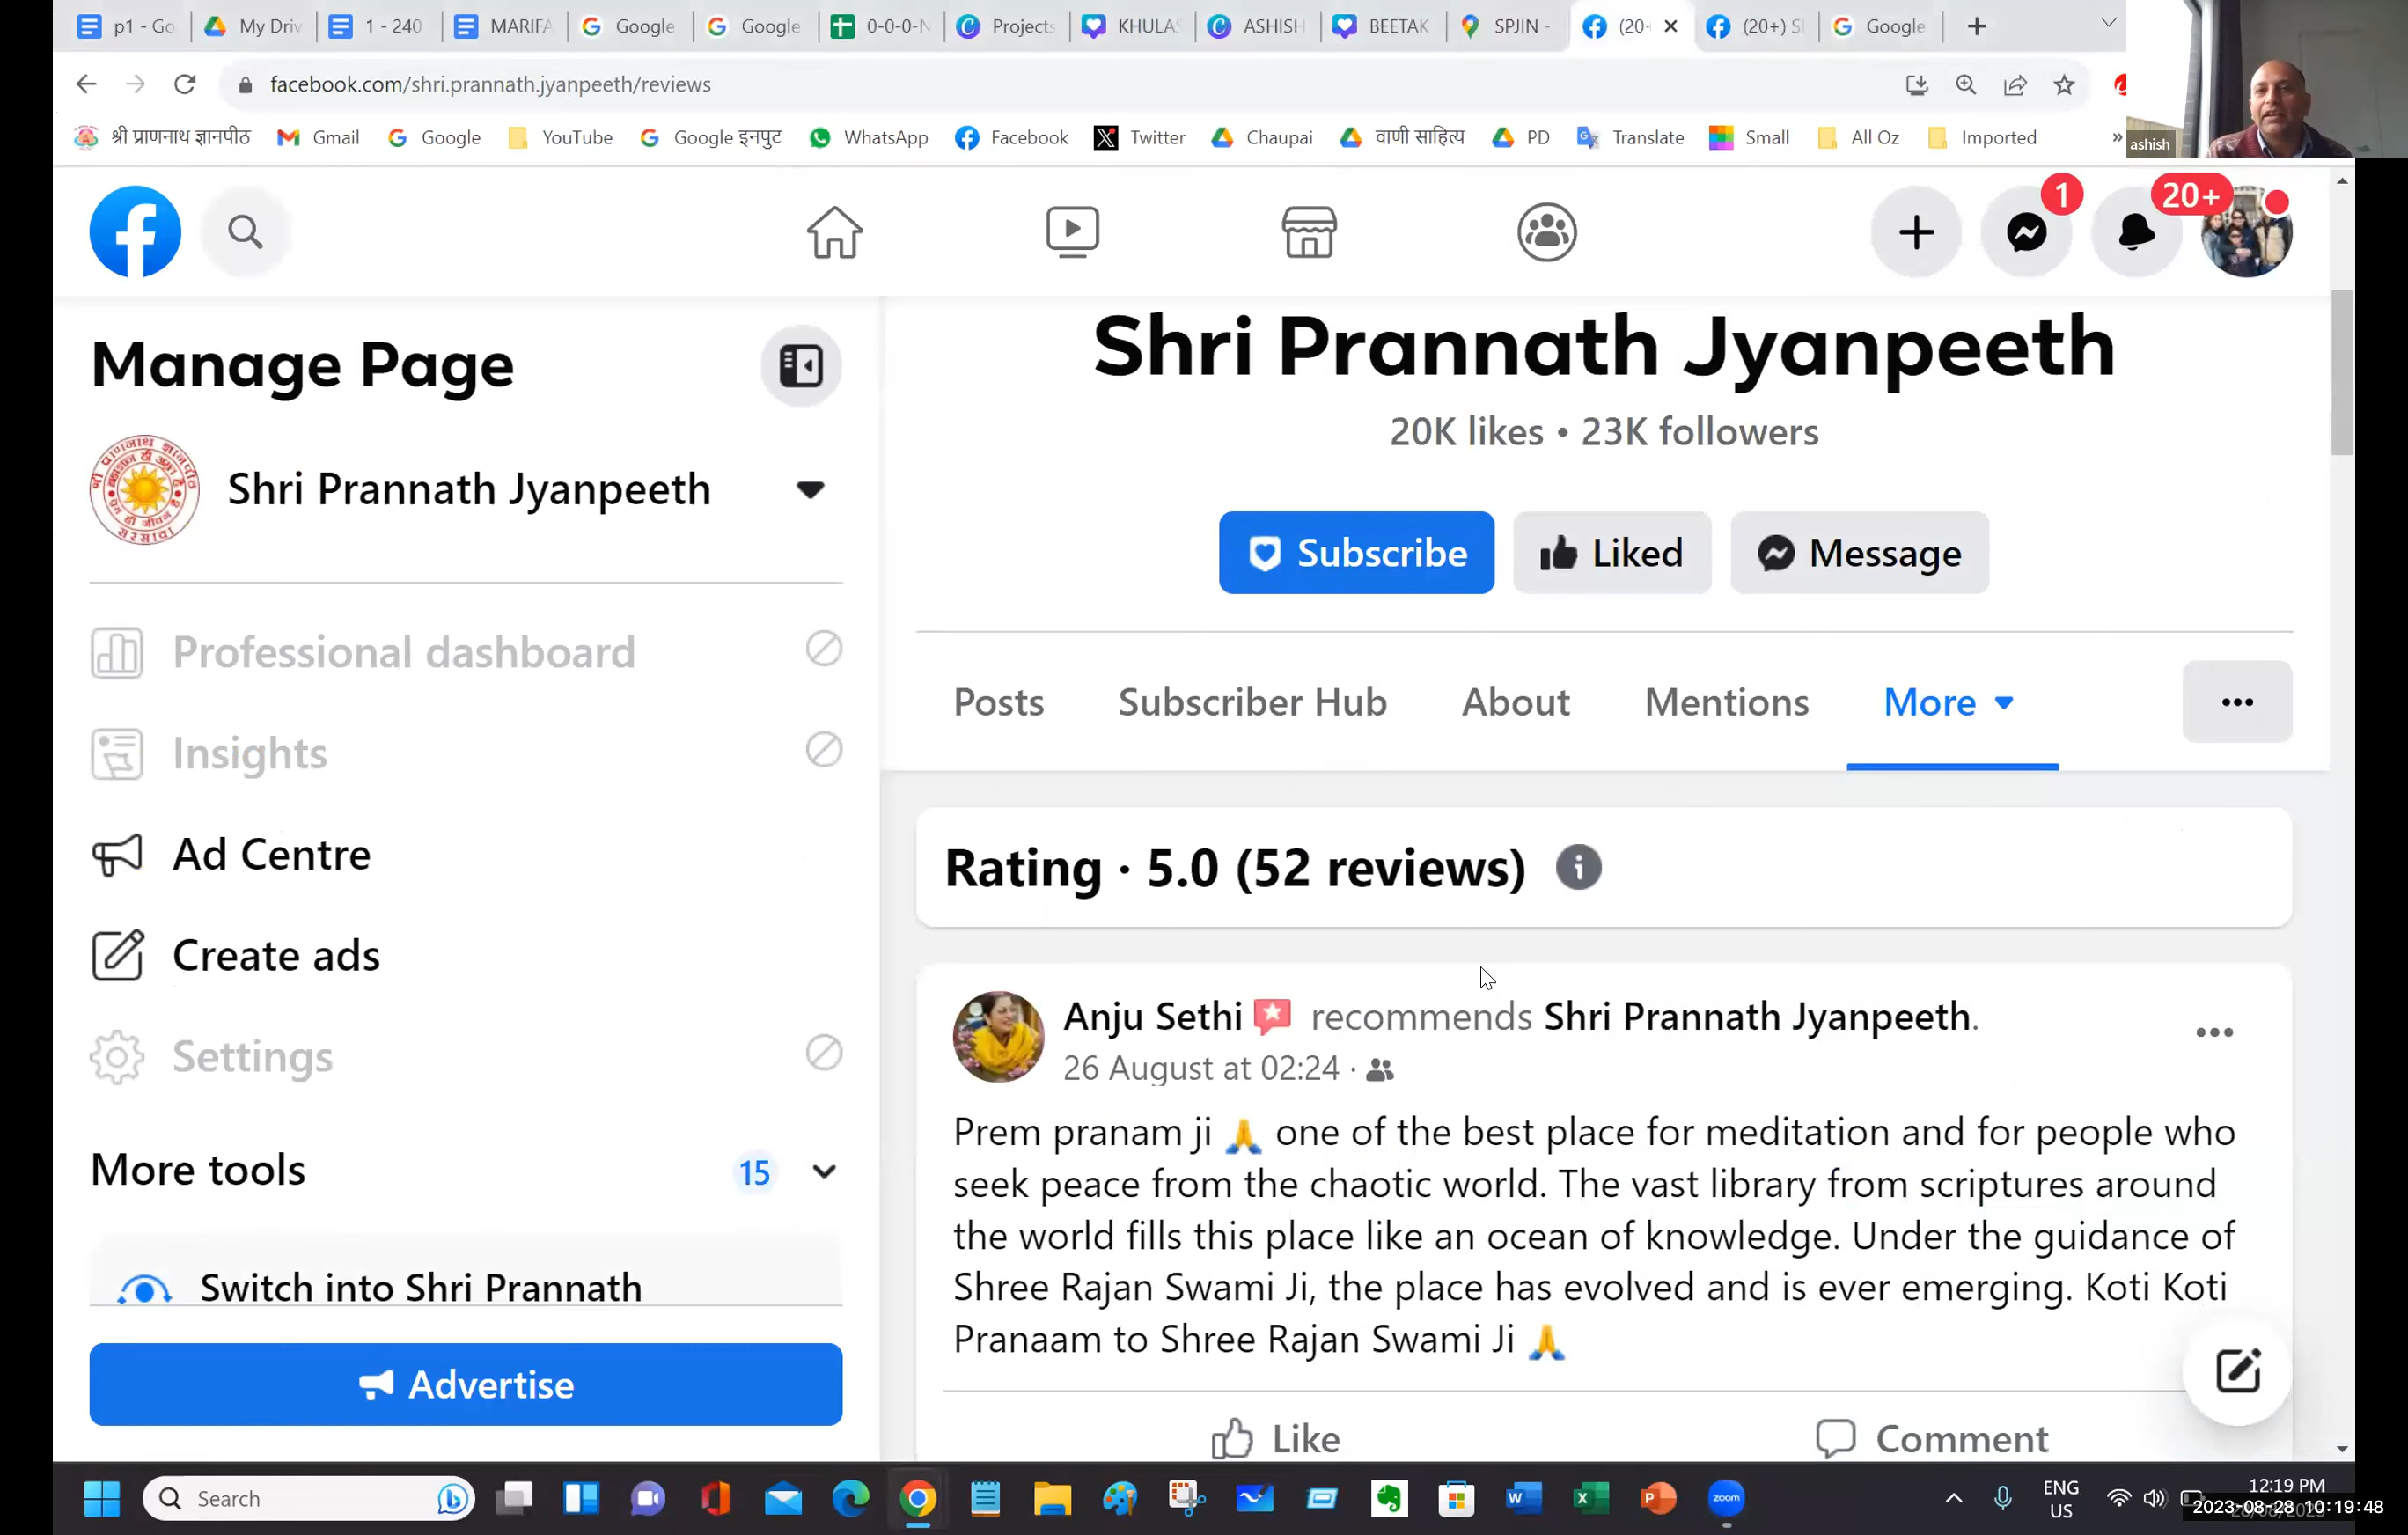 p1 - Go
My Driv
1 - 240
MARIFA
Google
Google
0-0-0-N
Projects
KHULAS
ASHISH
BEETAK
SPJIN -
(20+
(20+) S
Google
facebook.com/shri.prannath.jyanpeeth/reviews
श्री प्राणनाथ ज्ञानपीठ
Gmail
Google
YouTube
Google इनपुट
WhatsApp
Facebook
Twitter
Chaupai
वाणी साहित्य
PD
Translate
Small
All Oz
Imported
»
ashish
1
20+
Manage Page
Shri Prannath Jyanpeeth
Professional dashboard
Insights
Ad Centre
Create ads
Settings
More tools
15
Switch into Shri Prannath
Advertise
Shri Prannath Jyanpeeth
20K likes • 23K followers
Subscribe
Liked
Message
Posts
Subscriber Hub
About
Mentions
More
Rating · 5.0 (52 reviews)
Anju Sethi recommends Shri Prannath Jyanpeeth.
26 August at 02:24 ·
Prem pranam ji 🙏 one of the best place for meditation and for people who
seek peace from the chaotic world. The vast library from scriptures around
the world fills this place like an ocean of knowledge. Under the guidance of
Shree Rajan Swami Ji, the place has evolved and is ever emerging. Koti Koti
Pranaam to Shree Rajan Swami Ji 🙏
Like
Comment
Search
zoom
ENG
US
12:19 PM
2023-08-28 10:19:48